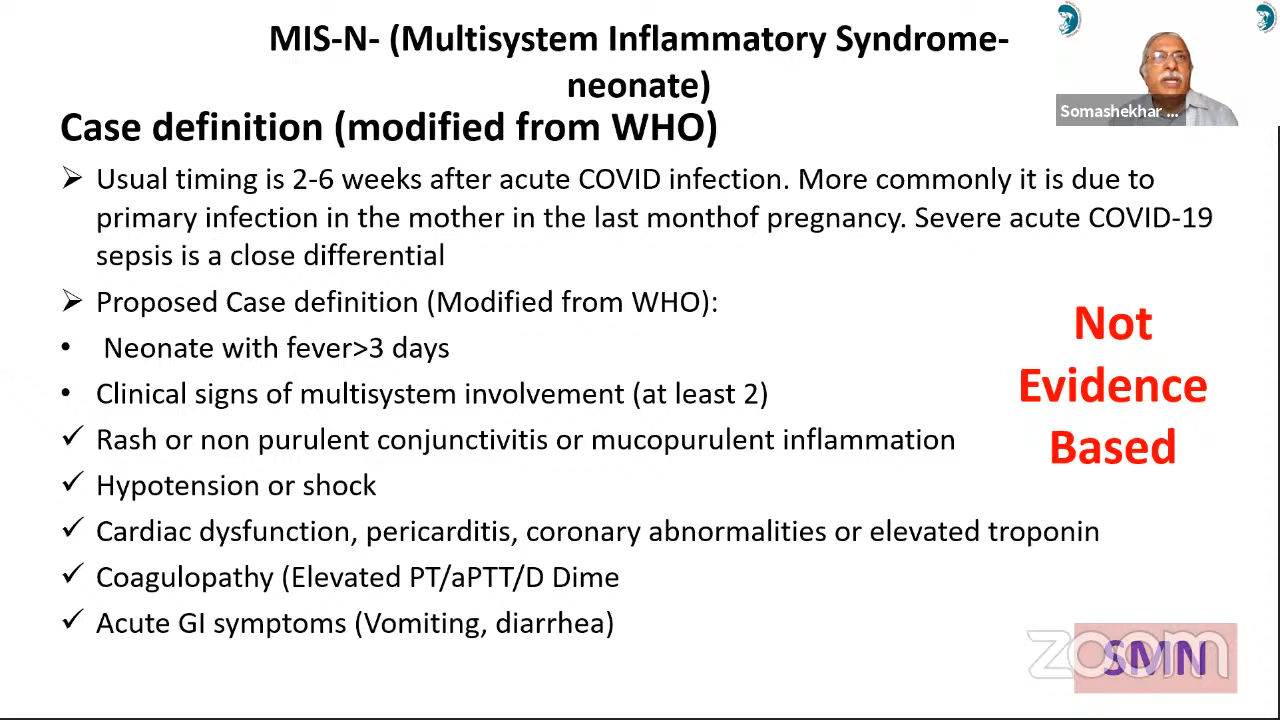 MIS-N- (Multisystem Inflammatory Syndrome-
neonate)
Somashekhar ...
Case definition (modified from WHO)
➢ Usual timing is 2-6 weeks after acute COVID infection. More commonly it is due to
primary infection in the mother in the last monthof pregnancy. Severe acute COVID-19
sepsis is a close differential
➢ Proposed Case definition (Modified from WHO):
• Neonate with fever>3 days
• Clinical signs of multisystem involvement (at least 2)
✓ Rash or non purulent conjunctivitis or mucopurulent inflammation
✓ Hypotension or shock
✓ Cardiac dysfunction, pericarditis, coronary abnormalities or elevated troponin
✓ Coagulopathy (Elevated PT/aPTT/D Dime
✓ Acute GI symptoms (Vomiting, diarrhea)
Not
Evidence
Based
zoom
SMN